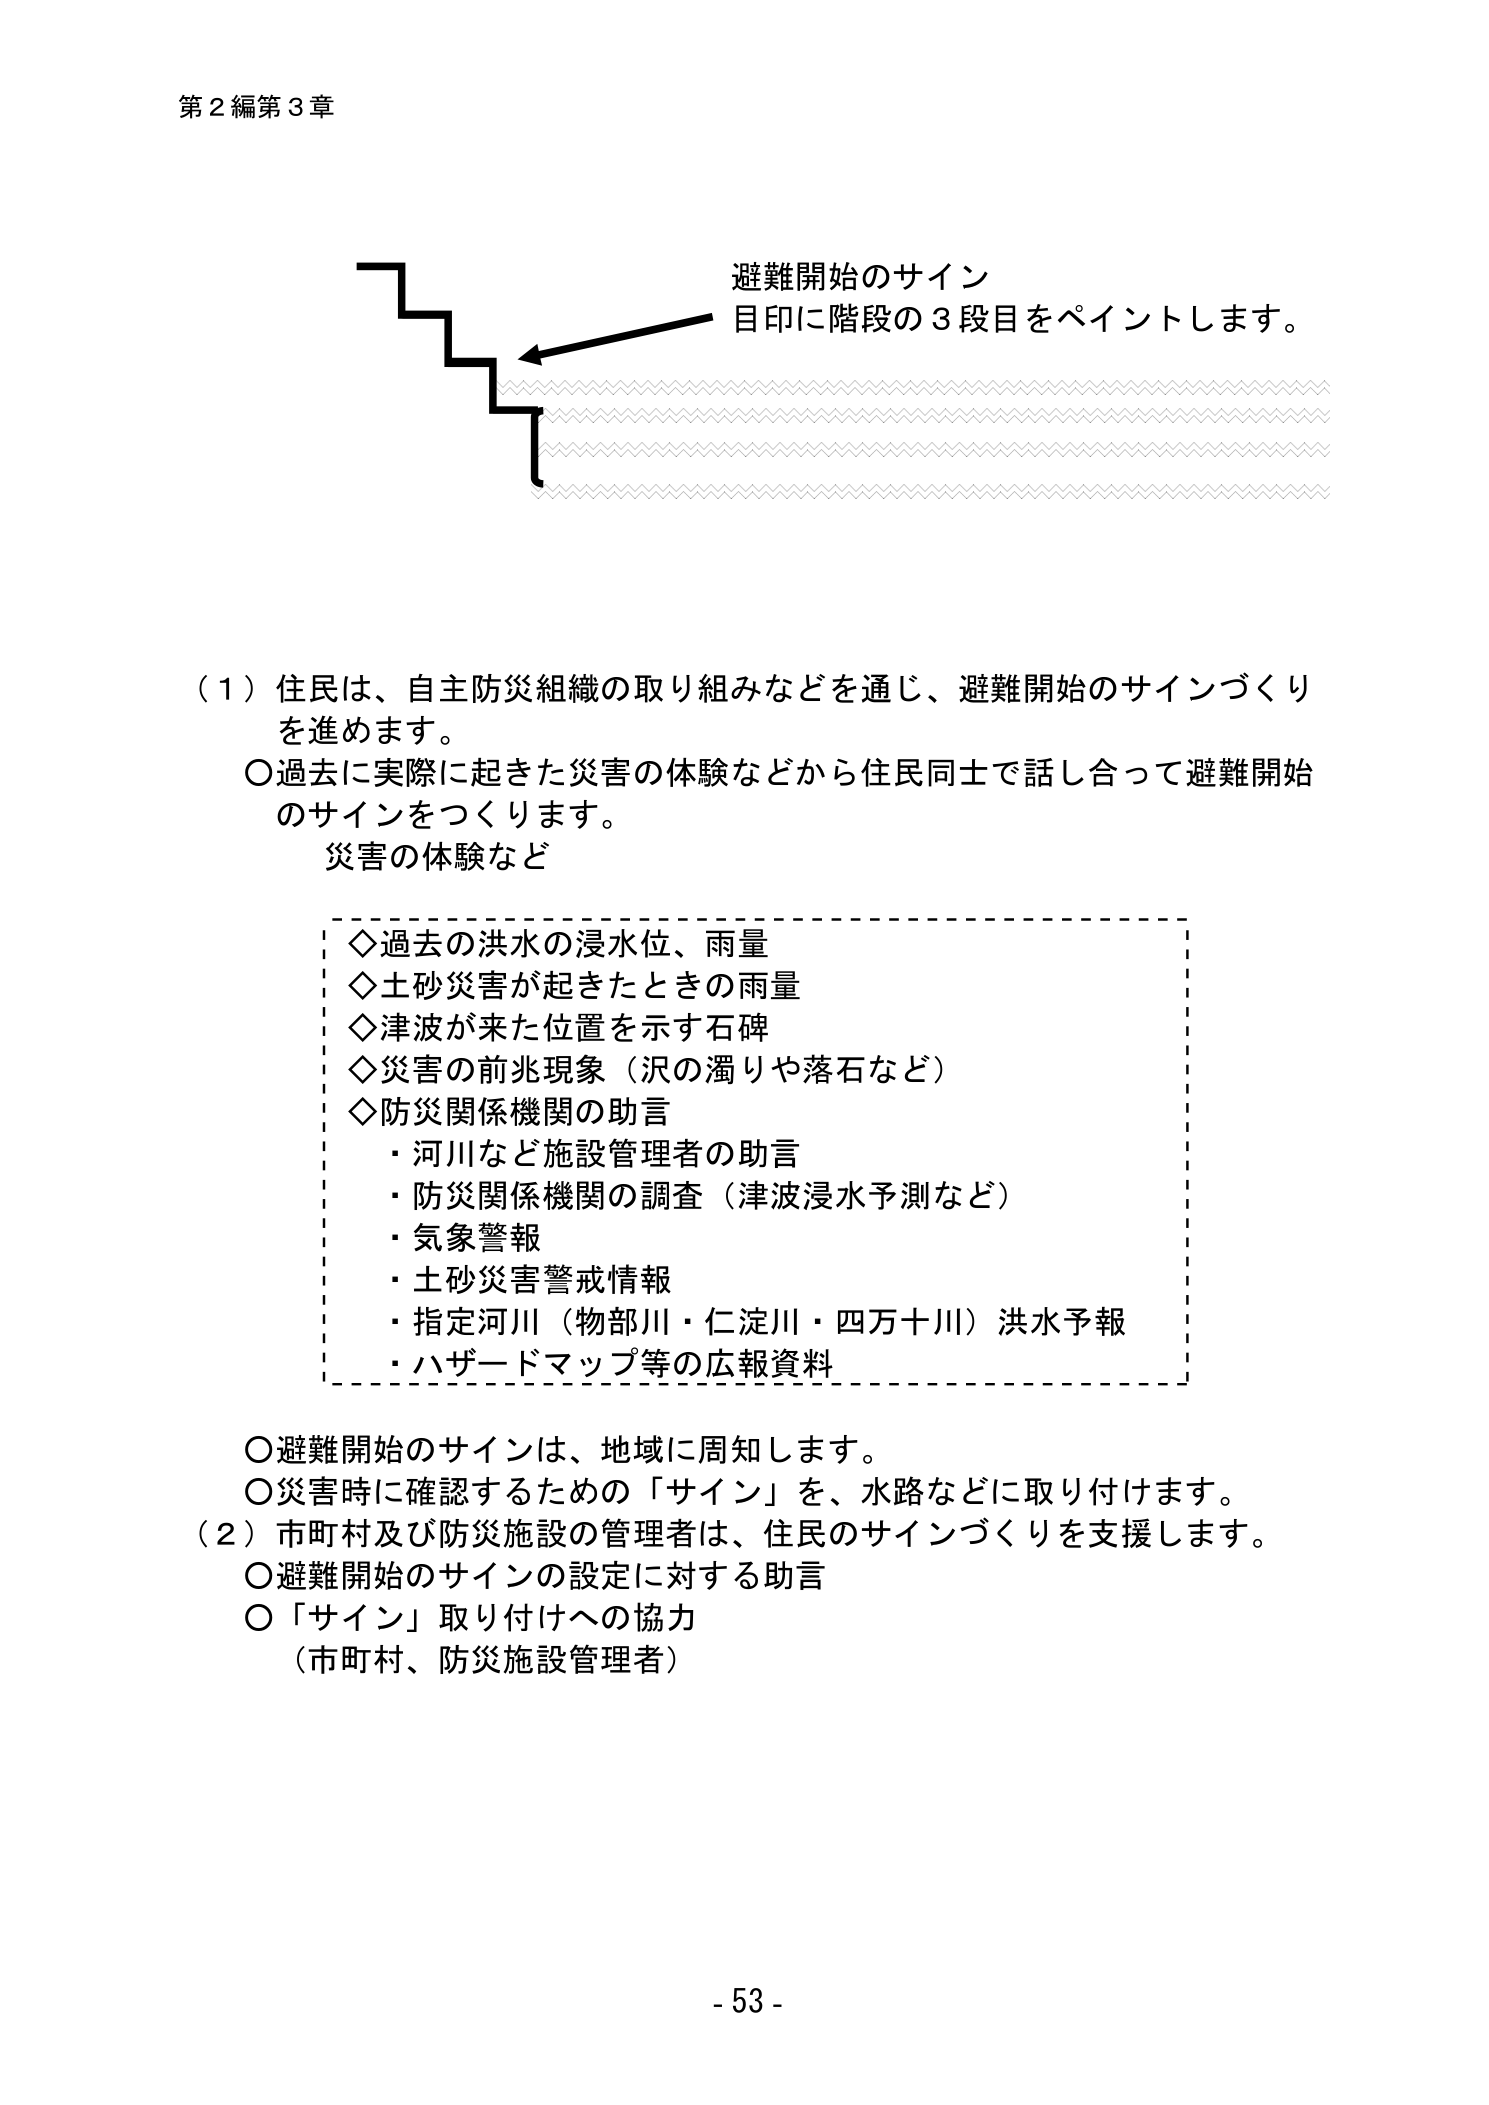 第２編第３章
避難開始のサイン
目印に階段の３段目をペイントします。
（１）住民は、自主防災組織の取り組みなどを通じ、避難開始のサインづくり
を進めます。
○過去に実際に起きた災害の体験などから住民同士で話し合って避難開始
のサインをつくります。
災害の体験など
◇過去の洪水の浸水位、雨量
◇土砂災害が起きたときの雨量
◇津波が来た位置を示す石碑
◇災害の前兆現象（沢の濁りや落石など）
◇防災関係機関の助言
・河川など施設管理者の助言
・防災関係機関の調査（津波浸水予測など）
・気象警報
・土砂災害警戒情報
・指定河川（物部川・仁淀川・四万十川）洪水予報
・ハザードマップ等の広報資料
○避難開始のサインは、地域に周知します。
○災害時に確認するための「サイン」を、水路などに取り付けます。
（２）市町村及び防災施設の管理者は、住民のサインづくりを支援します。
○避難開始のサインの設定に対する助言
○「サイン」取り付けへの協力
（市町村、防災施設管理者）
- 53 -